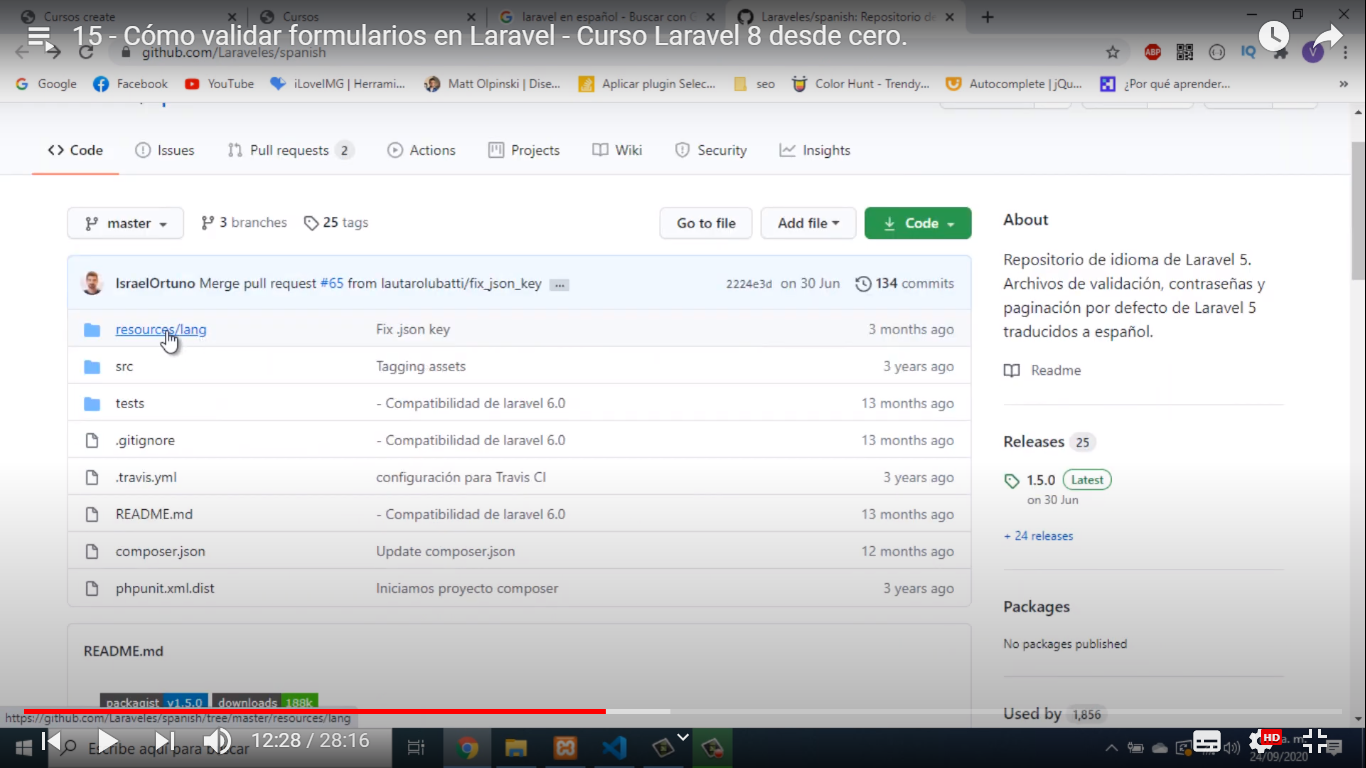 Cursos create
Cursos
laravel en español - Buscar con G
Laraveles/spanish: Repositorio de
15 - Cómo validar formularios en Laravel - Curso Laravel 8 desde cero.
github.com/Laraveles/spanish
ABP
IQ
V
Google
Facebook
YouTube
iLoveIMG | Herrami...
Matt Olpinski | Dise...
Aplicar plugin Selec...
seo
Color Hunt - Trendy...
Autocomplete | jQu...
¿Por qué aprender...
Code
Issues
Pull requests 2
Actions
Projects
Wiki
Security
Insights
master
3 branches
25 tags
Go to file
Add file
Code
IsraelOrtuno Merge pull request #65 from lautarolubatti/fix_json_key ...
2224e3d on 30 Jun
134 commits
resources/lang Fix .json key 3 months ago
src Tagging assets 3 years ago
tests - Compatibilidad de laravel 6.0 13 months ago
.gitignore - Compatibilidad de laravel 6.0 13 months ago
.travis.yml configuración para Travis CI 3 years ago
README.md - Compatibilidad de laravel 6.0 13 months ago
composer.json Update composer.json 12 months ago
phpunit.xml.dist Iniciamos proyecto composer 3 years ago
README.md
packagist v1.5.0 downloads 188k
About
Repositorio de idioma de Laravel 5.
Archivos de validación, contraseñas y
paginación por defecto de Laravel 5
traducidos a español.
Readme
Releases 25
1.5.0 Latest
on 30 Jun
+ 24 releases
Packages
No packages published
Used by 1,856
https://github.com/Laraveles/spanish/tree/master/resources/lang
Escribe aquí para buscar
12:28 / 28:16
HD
24/09/2020